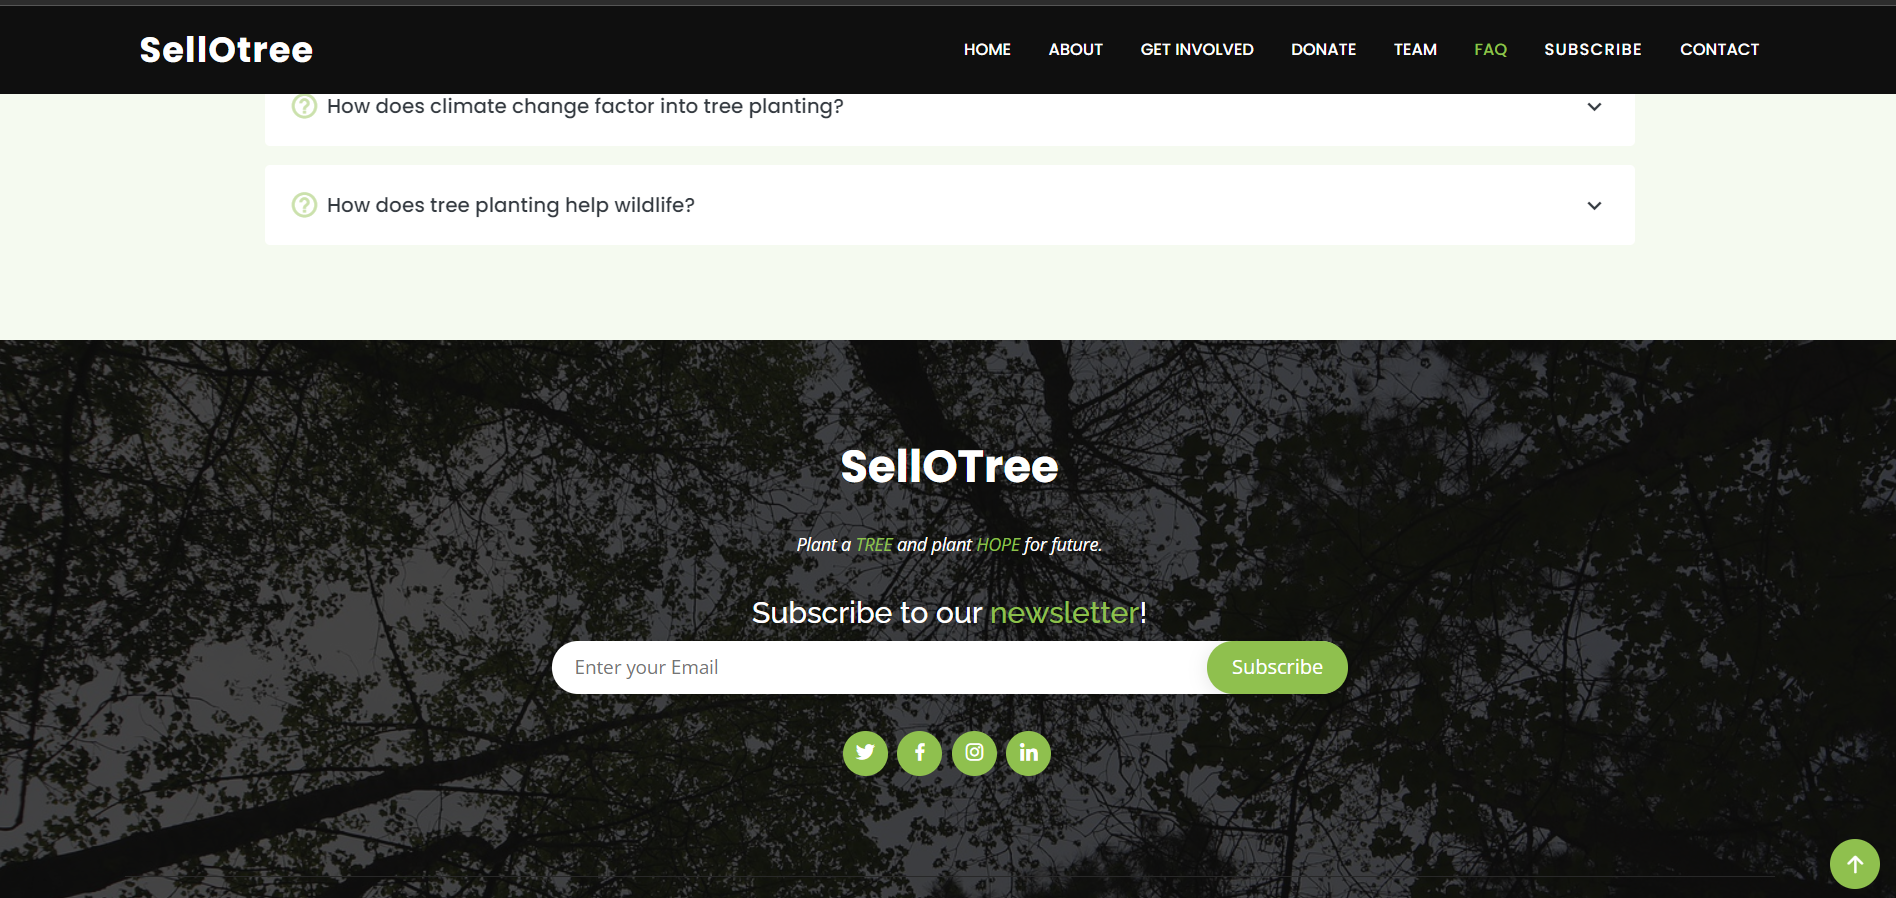 SellOtree HOME ABOUT GET INVOLVED DONATE TEAM FAQ SUBSCRIBE CONTACT
How does climate change factor into tree planting?
How does tree planting help wildlife?
SellOTree
Plant a TREE and plant HOPE for future.
Subscribe to our newsletter!
Enter your Email Subscribe